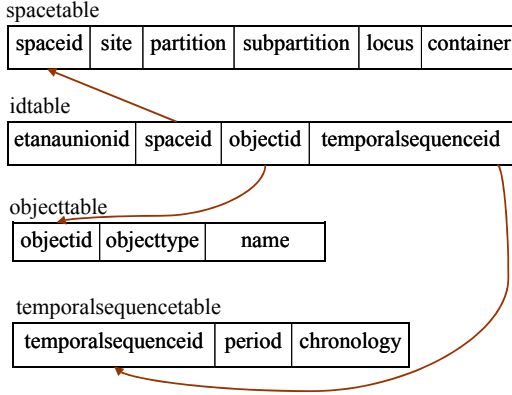 spacetable
spaceid site partition subpartition locus container
idtable
etanaunionid spaceid objectid temporalsequenceid
objecttable
objectid objecttype name
temporalsequencetable
temporalsequenceid period chronology